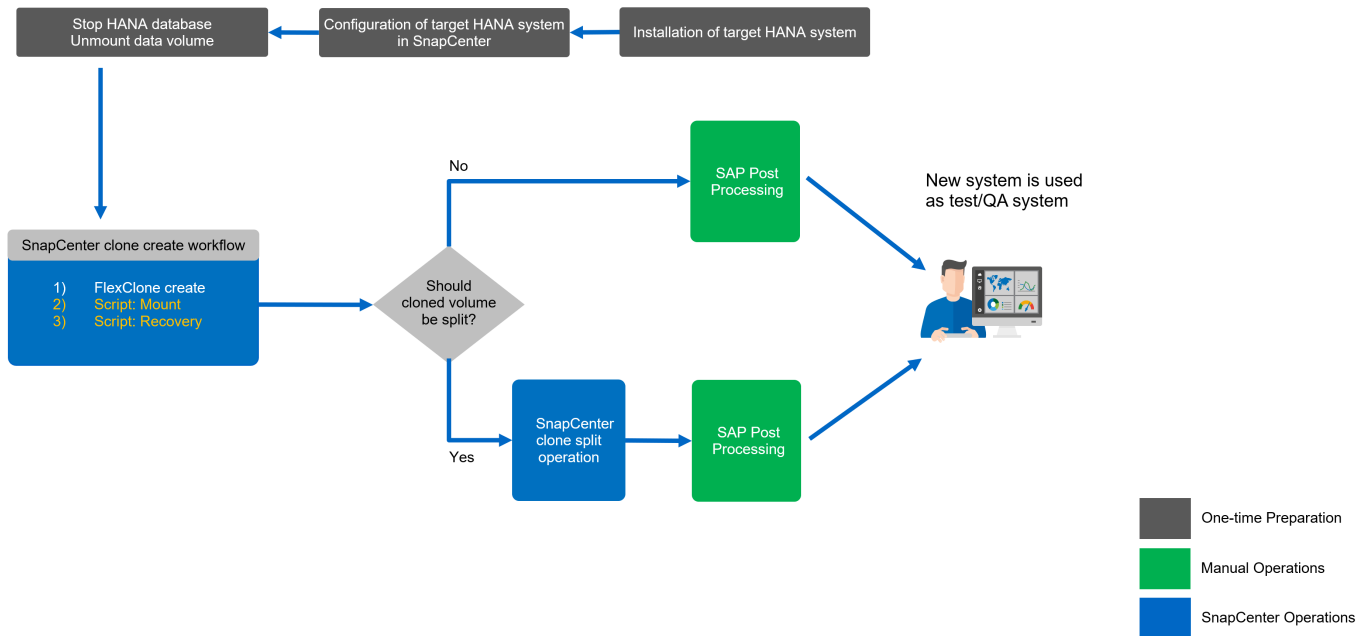 Stop HANA database
Unmount data volume
Configuration of target HANA system
in SnapCenter
Installation of target HANA system
No
SAP Post
Processing
New system is used
as test/QA system
SnapCenter clone create workflow
1) FlexClone create
2) Script: Mount
3) Script: Recovery
Should
cloned volume
be split?
Yes
SnapCenter
clone split
operation
SAP Post
Processing
One-time Preparation
Manual Operations
SnapCenter Operations